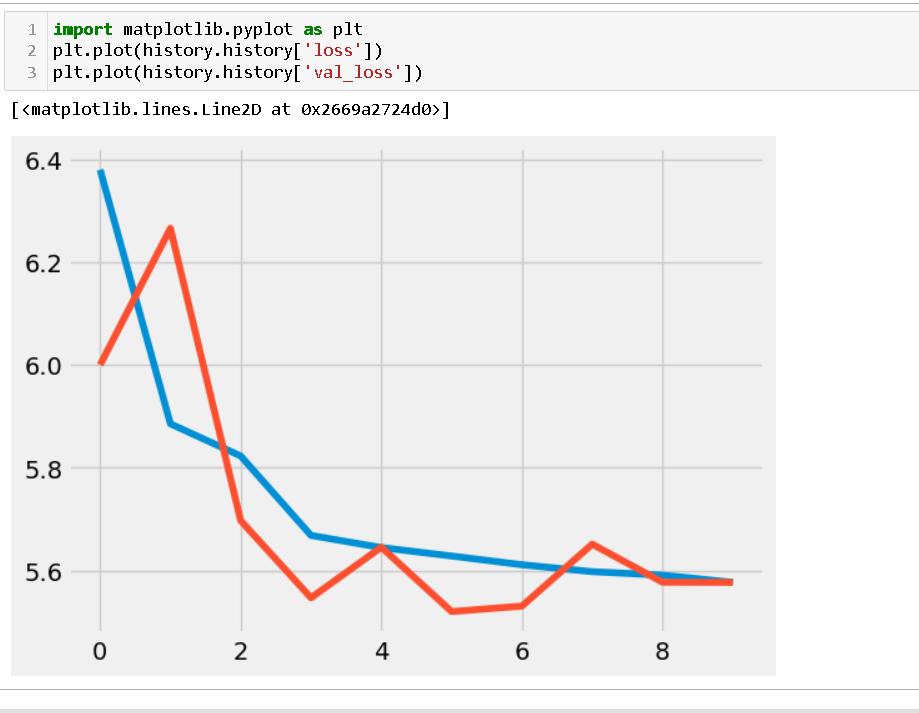 1 import matplotlib.pyplot as plt
2 plt.plot(history.history['loss'])
3 plt.plot(history.history['val_loss'])
[<matplotlib.lines.Line2D at 0x2669a2724d0>]
6.4
6.2
6.0
5.8
5.6
0 2 4 6 8